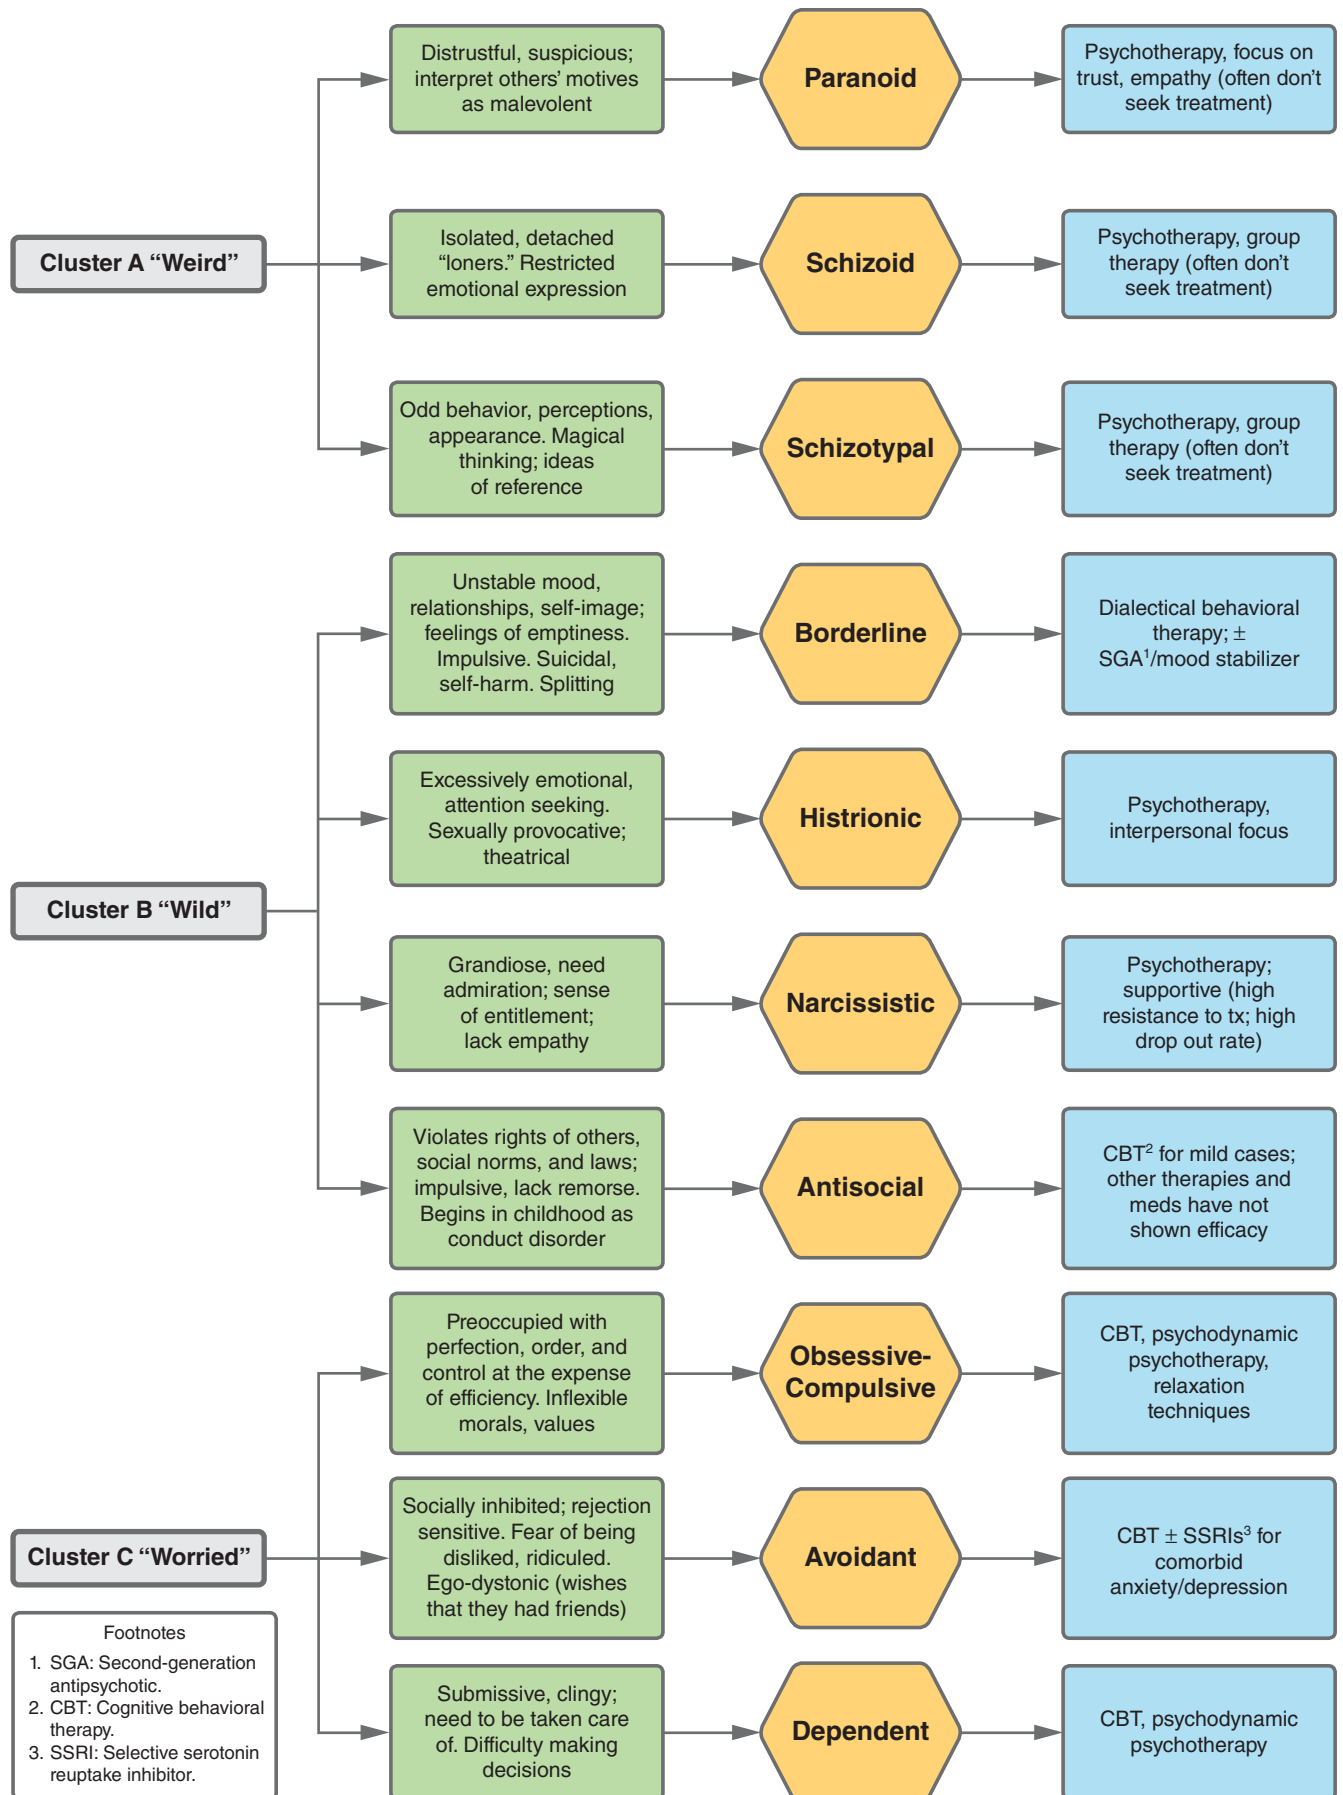 Distrustful, suspicious;
interpret others’ motives
as malevolent
Paranoid
Psychotherapy, focus on
trust, empathy (often don’t
seek treatment)
Cluster A “Weird”
Isolated, detached
“loners.” Restricted
emotional expression
Schizoid
Psychotherapy, group
therapy (often don’t
seek treatment)
Odd behavior, perceptions,
appearance. Magical
thinking; ideas
of reference
Schizotypal
Psychotherapy, group
therapy (often don’t
seek treatment)
Unstable mood,
relationships, self-image;
feelings of emptiness.
Impulsive. Suicidal,
self-harm. Splitting
Borderline
Dialectical behavioral
therapy; ±
SGA¹/mood stabilizer
Excessively emotional,
attention seeking.
Sexually provocative;
theatrical
Histrionic
Psychotherapy,
interpersonal focus
Cluster B “Wild”
Grandiose, need
admiration; sense
of entitlement;
lack empathy
Narcissistic
Psychotherapy;
supportive (high
resistance to tx; high
drop out rate)
Violates rights of others,
social norms, and laws;
impulsive, lack remorse.
Begins in childhood as
conduct disorder
Antisocial
CBT² for mild cases;
other therapies and
meds have not
shown efficacy
Preoccupied with
perfection, order, and
control at the expense
of efficiency. Inflexible
morals, values
Obsessive-
Compulsive
CBT, psychodynamic
psychotherapy,
relaxation
techniques
Cluster C “Worried”
Socially inhibited; rejection
sensitive. Fear of being
disliked, ridiculed.
Ego-dystonic (wishes
that they had friends)
Avoidant
CBT ± SSRIs³ for
comorbid
anxiety/depression
Submissive, clingy;
need to be taken care
of. Difficulty making
decisions
Dependent
CBT, psychodynamic
psychotherapy
Footnotes
1. SGA: Second-generation
antipsychotic.
2. CBT: Cognitive behavioral
therapy.
3. SSRI: Selective serotonin
reuptake inhibitor.